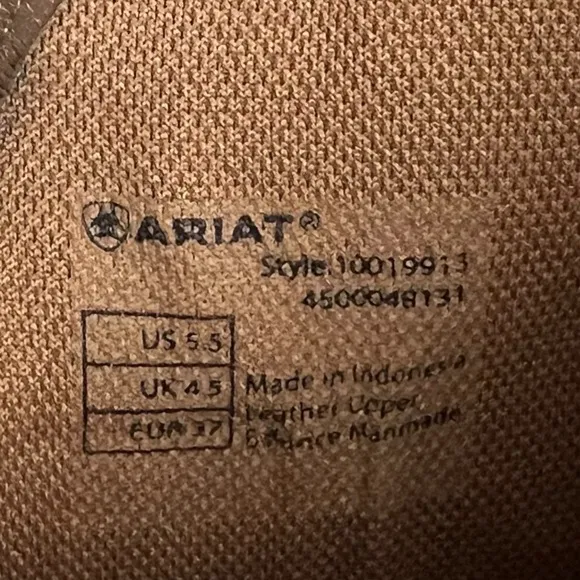 ARIAT®
Style:10019913
4500048131
US 5.5
UK 4.5
EUR 37
Made in Indonesia
Leather Upper,
Balance Manmade